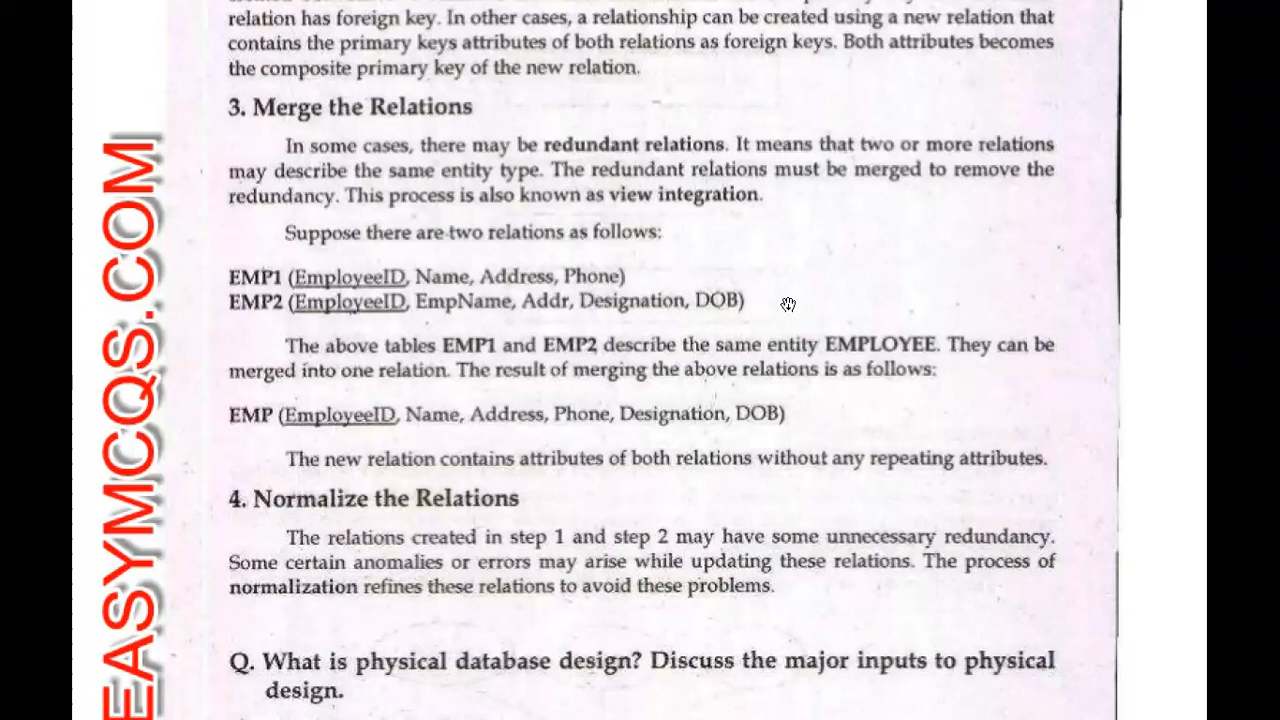 relation has foreign key. In other cases, a relationship can be created using a new relation that
contains the primary keys attributes of both relations as foreign keys. Both attributes becomes
the composite primary key of the new relation.
3. Merge the Relations
In some cases, there may be redundant relations. It means that two or more relations
may describe the same entity type. The redundant relations must be merged to remove the
redundancy. This process is also known as view integration.
Suppose there are two relations as follows:
EMP1 (EmployeeID, Name, Address, Phone)
EMP2 (EmployeeID, EmpName, Addr, Designation, DOB)
The above tables EMP1 and EMP2 describe the same entity EMPLOYEE. They can be
merged into one relation. The result of merging the above relations is as follows:
EMP (EmployeeID, Name, Address, Phone, Designation, DOB)
The new relation contains attributes of both relations without any repeating attributes.
4. Normalize the Relations
The relations created in step 1 and step 2 may have some unnecessary redundancy.
Some certain anomalies or errors may arise while updating these relations. The process of
normalization refines these relations to avoid these problems.
Q. What is physical database design? Discuss the major inputs to physical
design.
EASYMCQS.COM